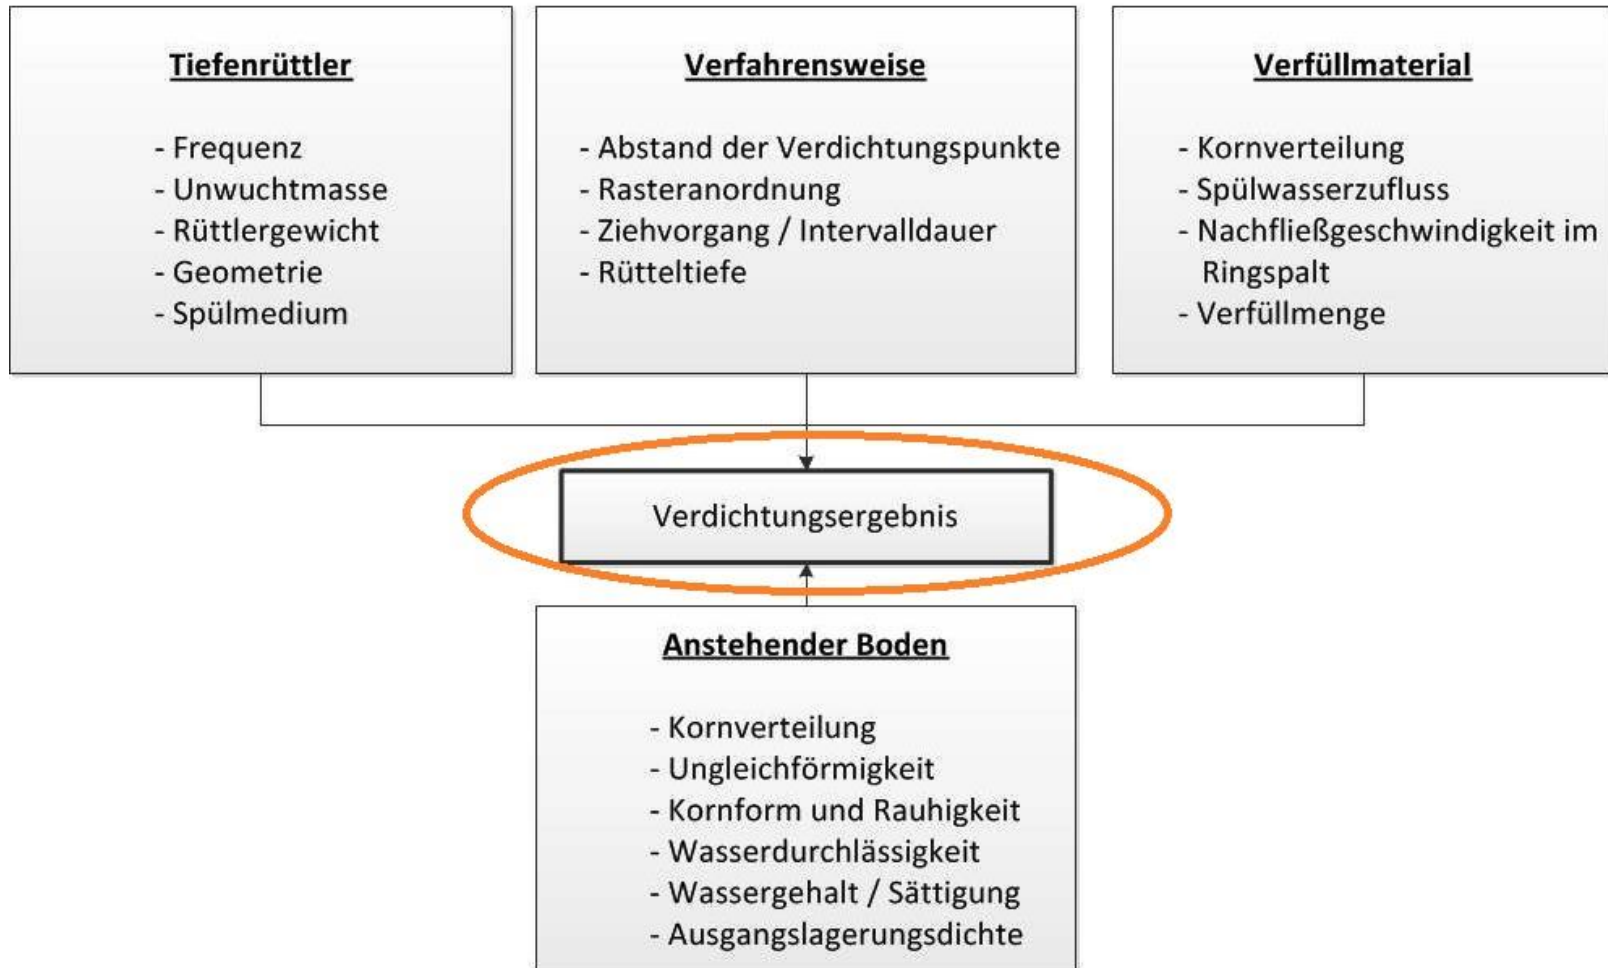 Tiefenrüttler
- Frequenz
- Unwuchtmasse
- Rüttlergewicht
- Geometrie
- Spülmedium
Verfahrensweise
- Abstand der Verdichtungspunkte
- Rasteranordnung
- Ziehvorgang / Intervalldauer
- Rütteltiefe
Verfüllmaterial
- Kornverteilung
- Spülwasserzufluss
- Nachfließgeschwindigkeit im
Ringspalt
- Verfüllmenge
Verdichtungsergebnis
Anstehender Boden
- Kornverteilung
- Ungleichförmigkeit
- Kornform und Rauhigkeit
- Wasserdurchlässigkeit
- Wassergehalt / Sättigung
- Ausgangslagerungsdichte